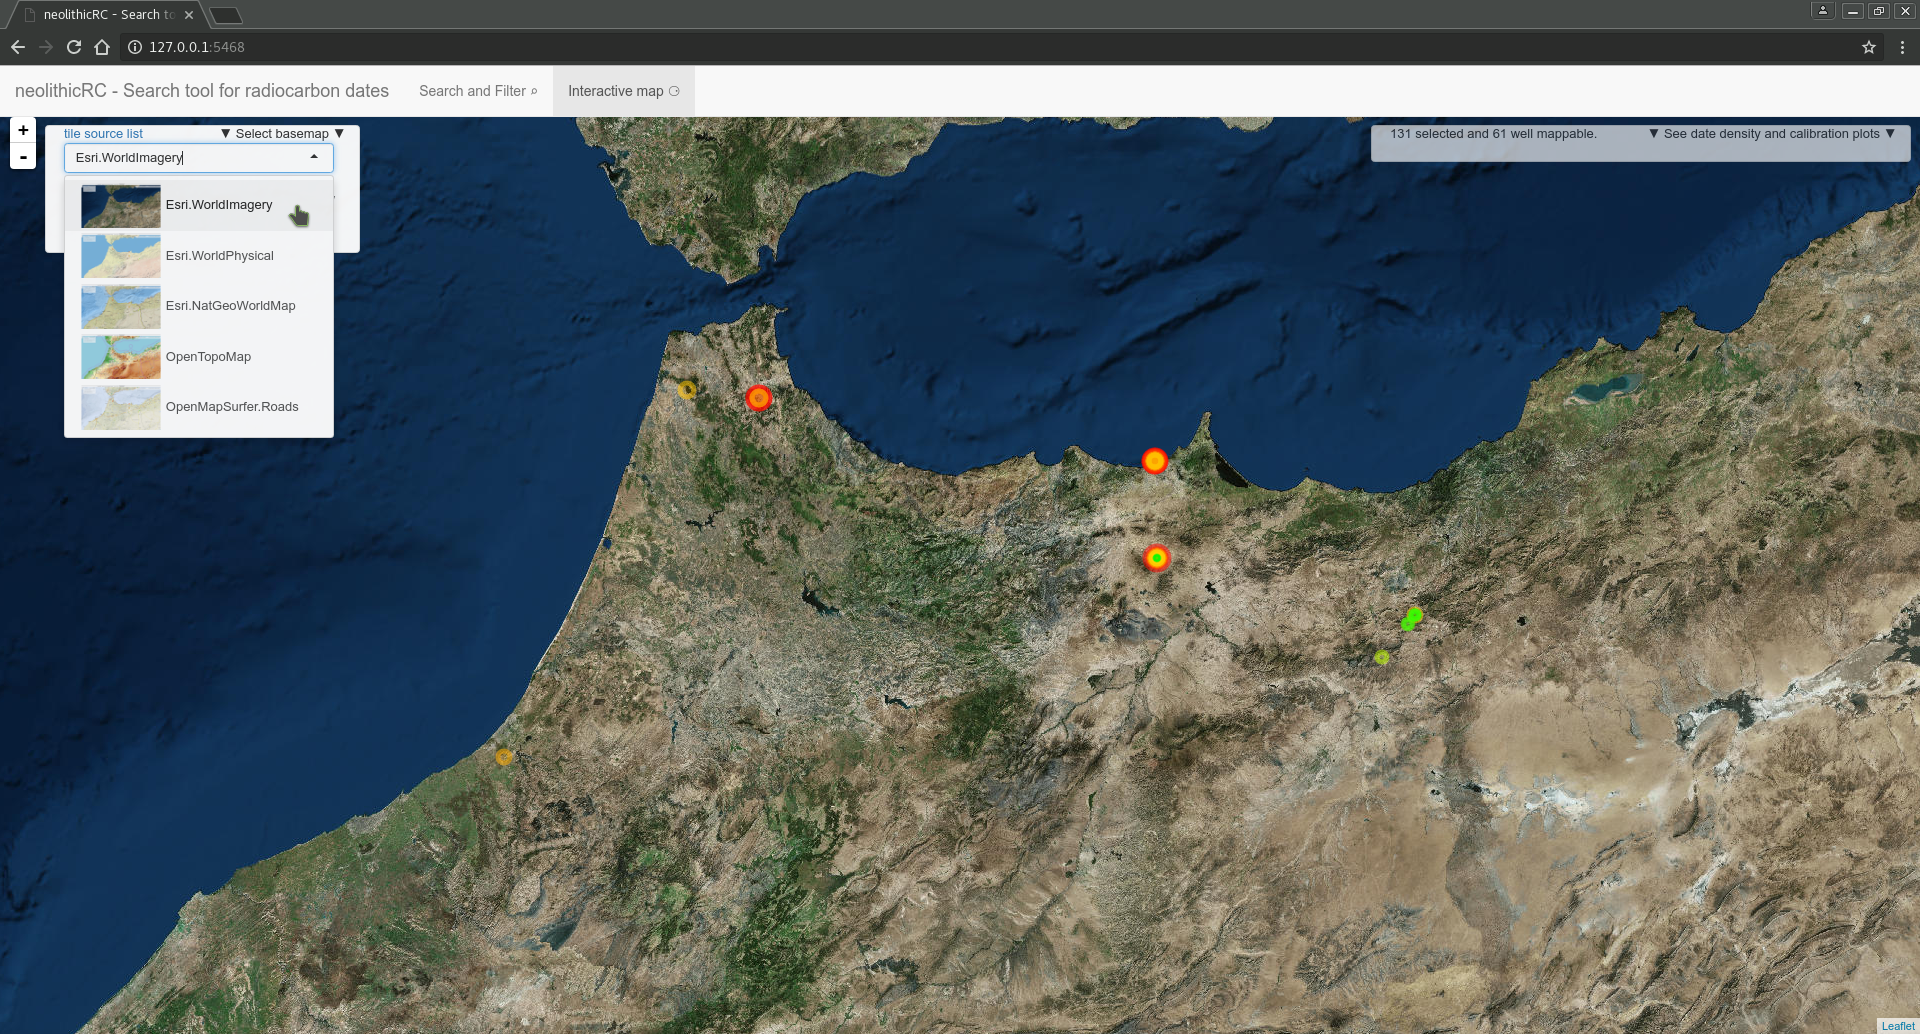 neolithicRC - Search to
127.0.0.1:5468
neolithicRC - Search tool for radiocarbon dates
Search and Filter
Interactive map
+
-
tile source list
▼ Select basemap ▼
Esri.WorldImagery
Esri.WorldImagery
Esri.WorldPhysical
Esri.NatGeoWorldMap
OpenTopoMap
OpenMapSurfer.Roads
131 selected and 61 well mappable.
▼ See date density and calibration plots ▼
Leaflet